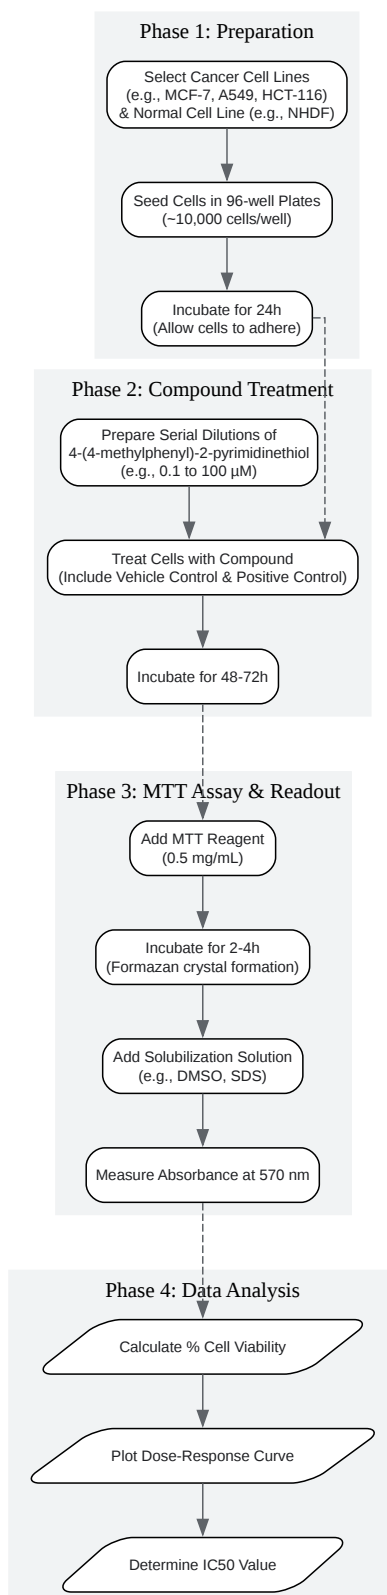 Phase 1: Preparation
Select Cancer Cell Lines
(e.g., MCF-7, A549, HCT-116)
& Normal Cell Line (e.g., NHDF)
Seed Cells in 96-well Plates
(~10,000 cells/well)
Incubate for 24h
(Allow cells to adhere)
Phase 2: Compound Treatment
Prepare Serial Dilutions of
4-(4-methylphenyl)-2-pyrimidinethiol
(e.g., 0.1 to 100 µM)
Treat Cells with Compound
(Include Vehicle Control & Positive Control)
Incubate for 48-72h
Phase 3: MTT Assay & Readout
Add MTT Reagent
(0.5 mg/mL)
Incubate for 2-4h
(Formazan crystal formation)
Add Solubilization Solution
(e.g., DMSO, SDS)
Measure Absorbance at 570 nm
Phase 4: Data Analysis
Calculate % Cell Viability
Plot Dose-Response Curve
Determine IC50 Value